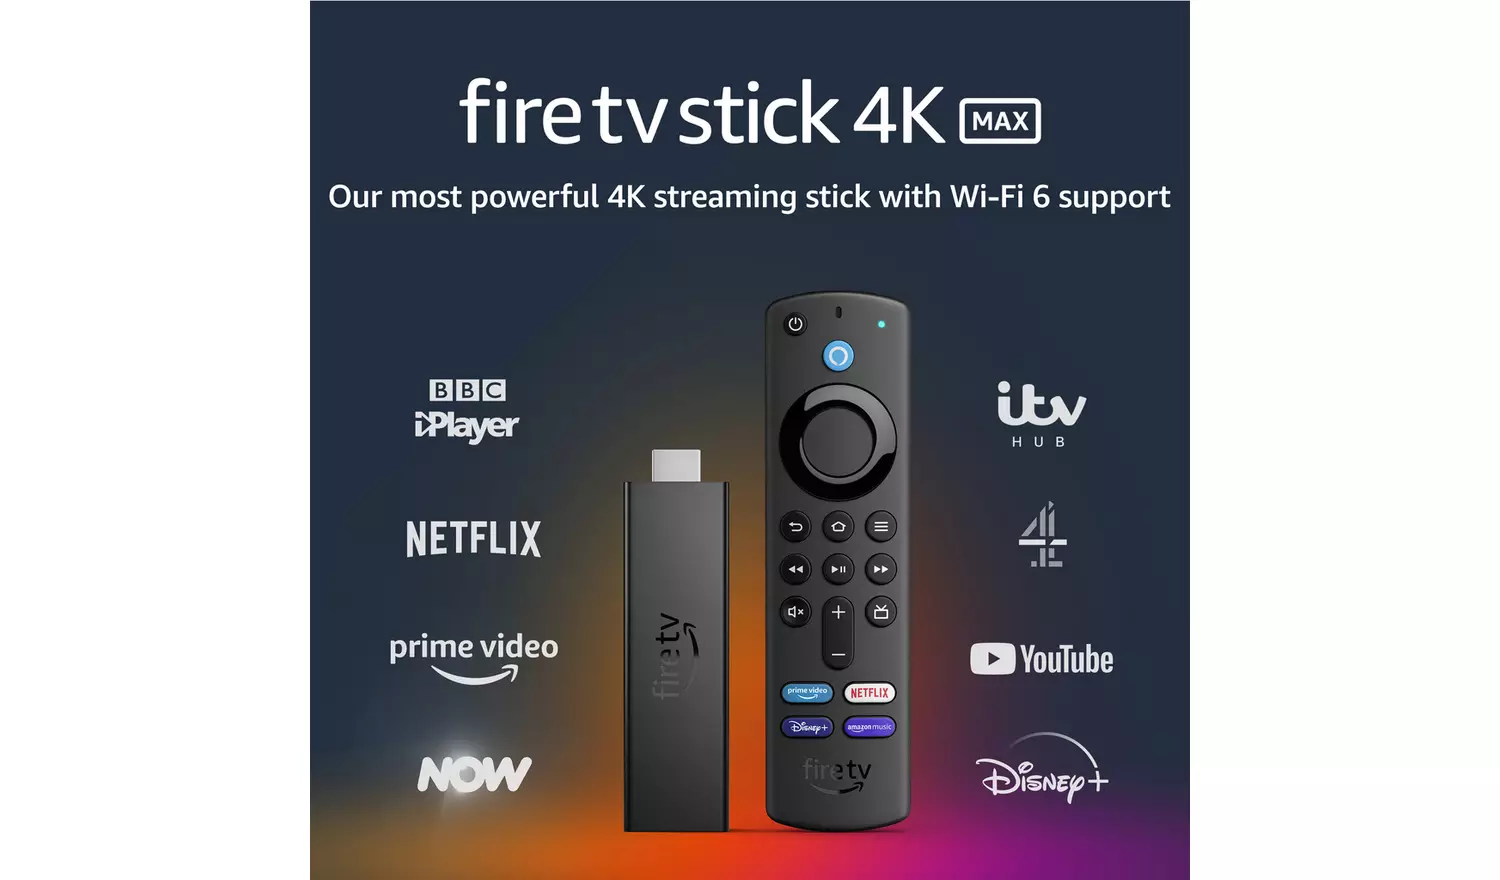 fire tv stick 4K MAX
Our most powerful 4K streaming stick with Wi-Fi 6 support
BBC
iPlayer
itv
HUB
NETFLIX
4
prime video
YouTube
NOW
Disney+
fire tv
prime video NETFLIX
Disney+ amazon music
fire tv